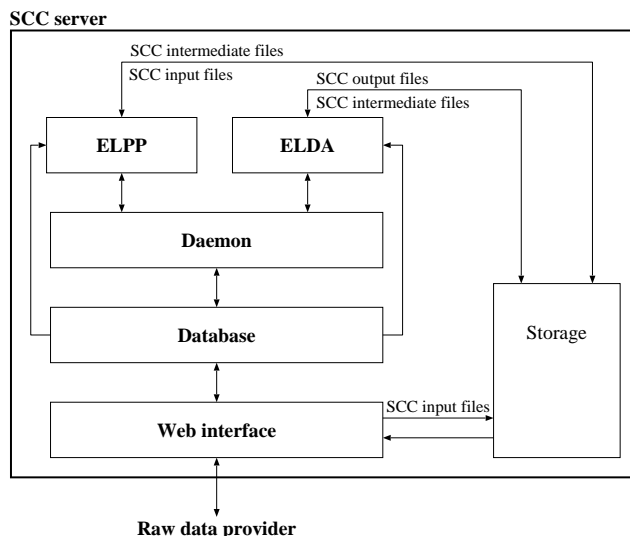 SCC server
SCC intermediate files
SCC input files
SCC output files
SCC intermediate files
ELPP
ELDA
Daemon
Database
Storage
Web interface
SCC input files
Raw data provider